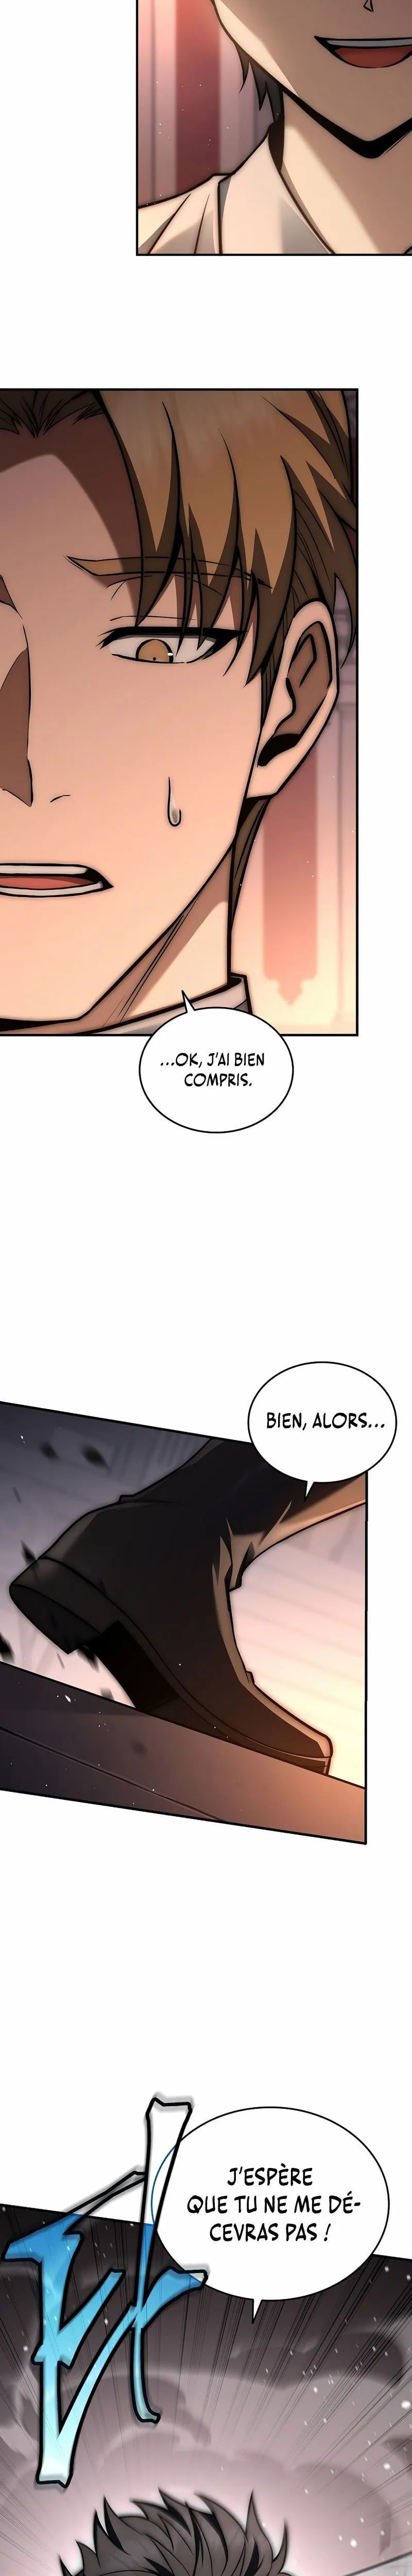 ...OK, J'AI BIEN
COMPRIS.
BIEN, ALORS...
J'ESPÈRE
QUE TU NE ME DÉ-
CEVRAS PAS !